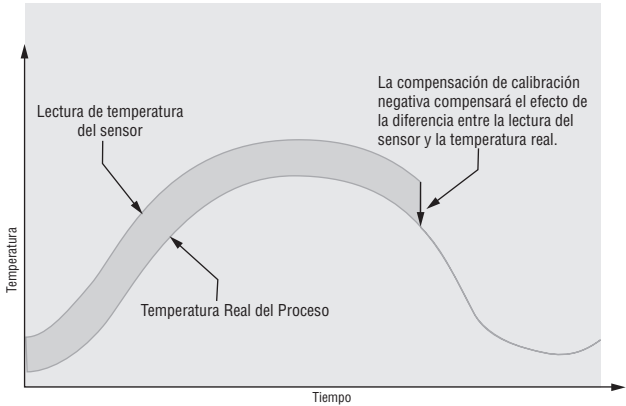 La compensación de calibración
negativa compensará el efecto de
la diferencia entre la lectura del
sensor y la temperatura real.
Lectura de temperatura
del sensor
Temperatura
Temperatura Real del Proceso
Tiempo